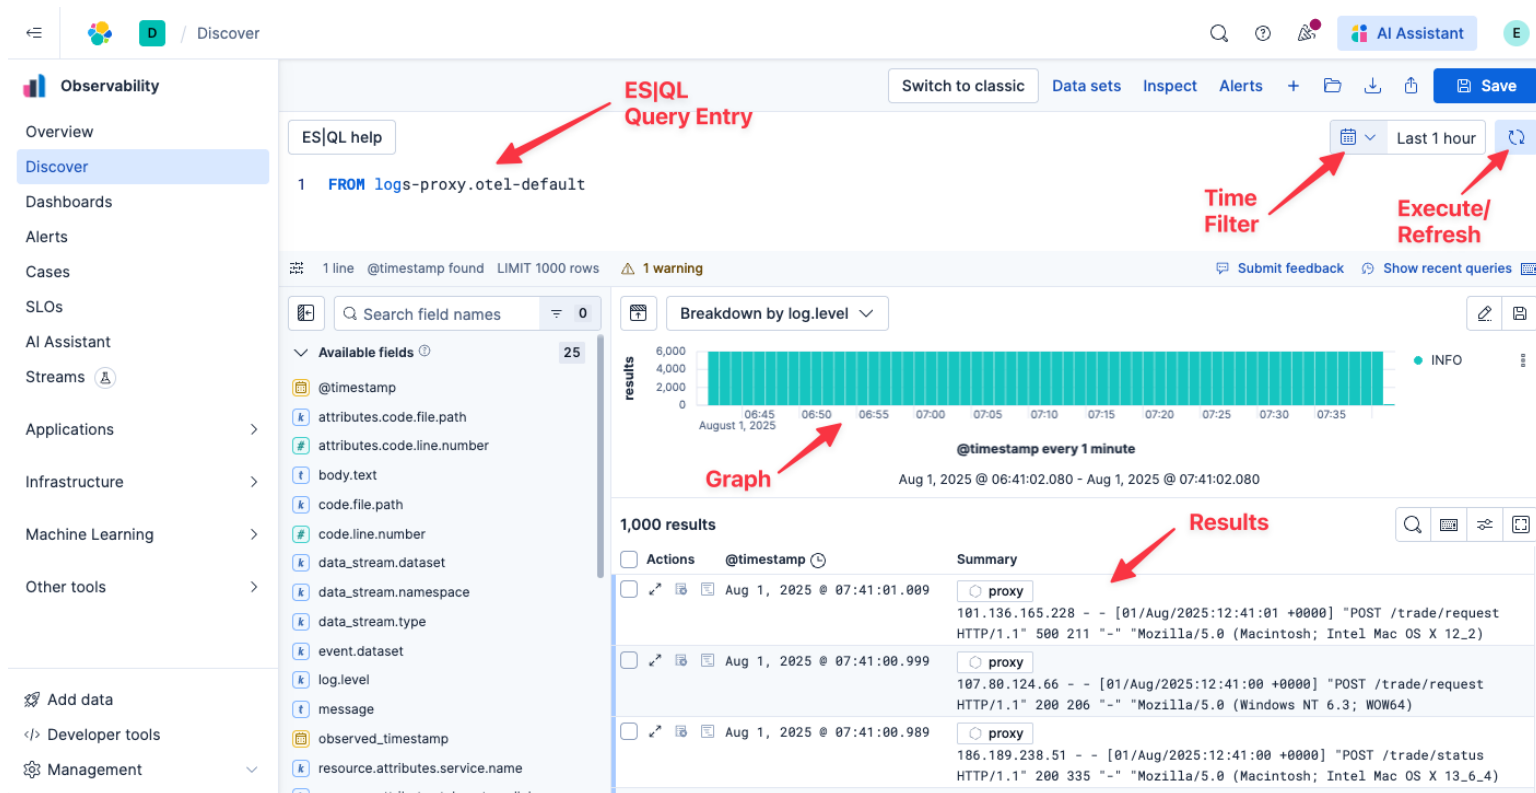 D / Discover
AI Assistant
E
Observability
Overview
Discover
Dashboards
Alerts
Cases
SLOs
AI Assistant
Streams
Applications
Infrastructure
Machine Learning
Other tools
Add data
Developer tools
Management
Switch to classic
Data sets
Inspect
Alerts
Save
ES|QL
Query Entry
ES|QL help
Last 1 hour
1 FROM logs-proxy.otel-default
Time
Filter
Execute/
Refresh
1 line @timestamp found LIMIT 1000 rows 1 warning
Submit feedback Show recent queries
Search field names 0
Available fields 25
@timestamp
k attributes.code.file.path
# attributes.code.line.number
t body.text
k code.file.path
# code.line.number
k data_stream.dataset
k data_stream.namespace
k data_stream.type
k event.dataset
k log.level
t message
observed_timestamp
k resource.attributes.service.name
Breakdown by log.level
results
6,000
4,000
2,000
0
06:45 06:50 06:55 07:00 07:05 07:10 07:15 07:20 07:25 07:30 07:35
August 1, 2025
INFO
@timestamp every 1 minute
Graph
Aug 1, 2025 @ 06:41:02.080 - Aug 1, 2025 @ 07:41:02.080
1,000 results
Results
Actions @timestamp Summary
Aug 1, 2025 @ 07:41:01.009 proxy
101.136.165.228 - - [01/Aug/2025:12:41:01 +0000] "POST /trade/request
HTTP/1.1" 500 211 "-" "Mozilla/5.0 (Macintosh; Intel Mac OS X 12_2)
Aug 1, 2025 @ 07:41:00.999 proxy
107.80.124.66 - - [01/Aug/2025:12:41:00 +0000] "POST /trade/request
HTTP/1.1" 200 206 "-" "Mozilla/5.0 (Windows NT 6.3; WOW64)
Aug 1, 2025 @ 07:41:00.989 proxy
186.189.238.51 - - [01/Aug/2025:12:41:00 +0000] "POST /trade/status
HTTP/1.1" 200 335 "-" "Mozilla/5.0 (Macintosh; Intel Mac OS X 13_6_4)